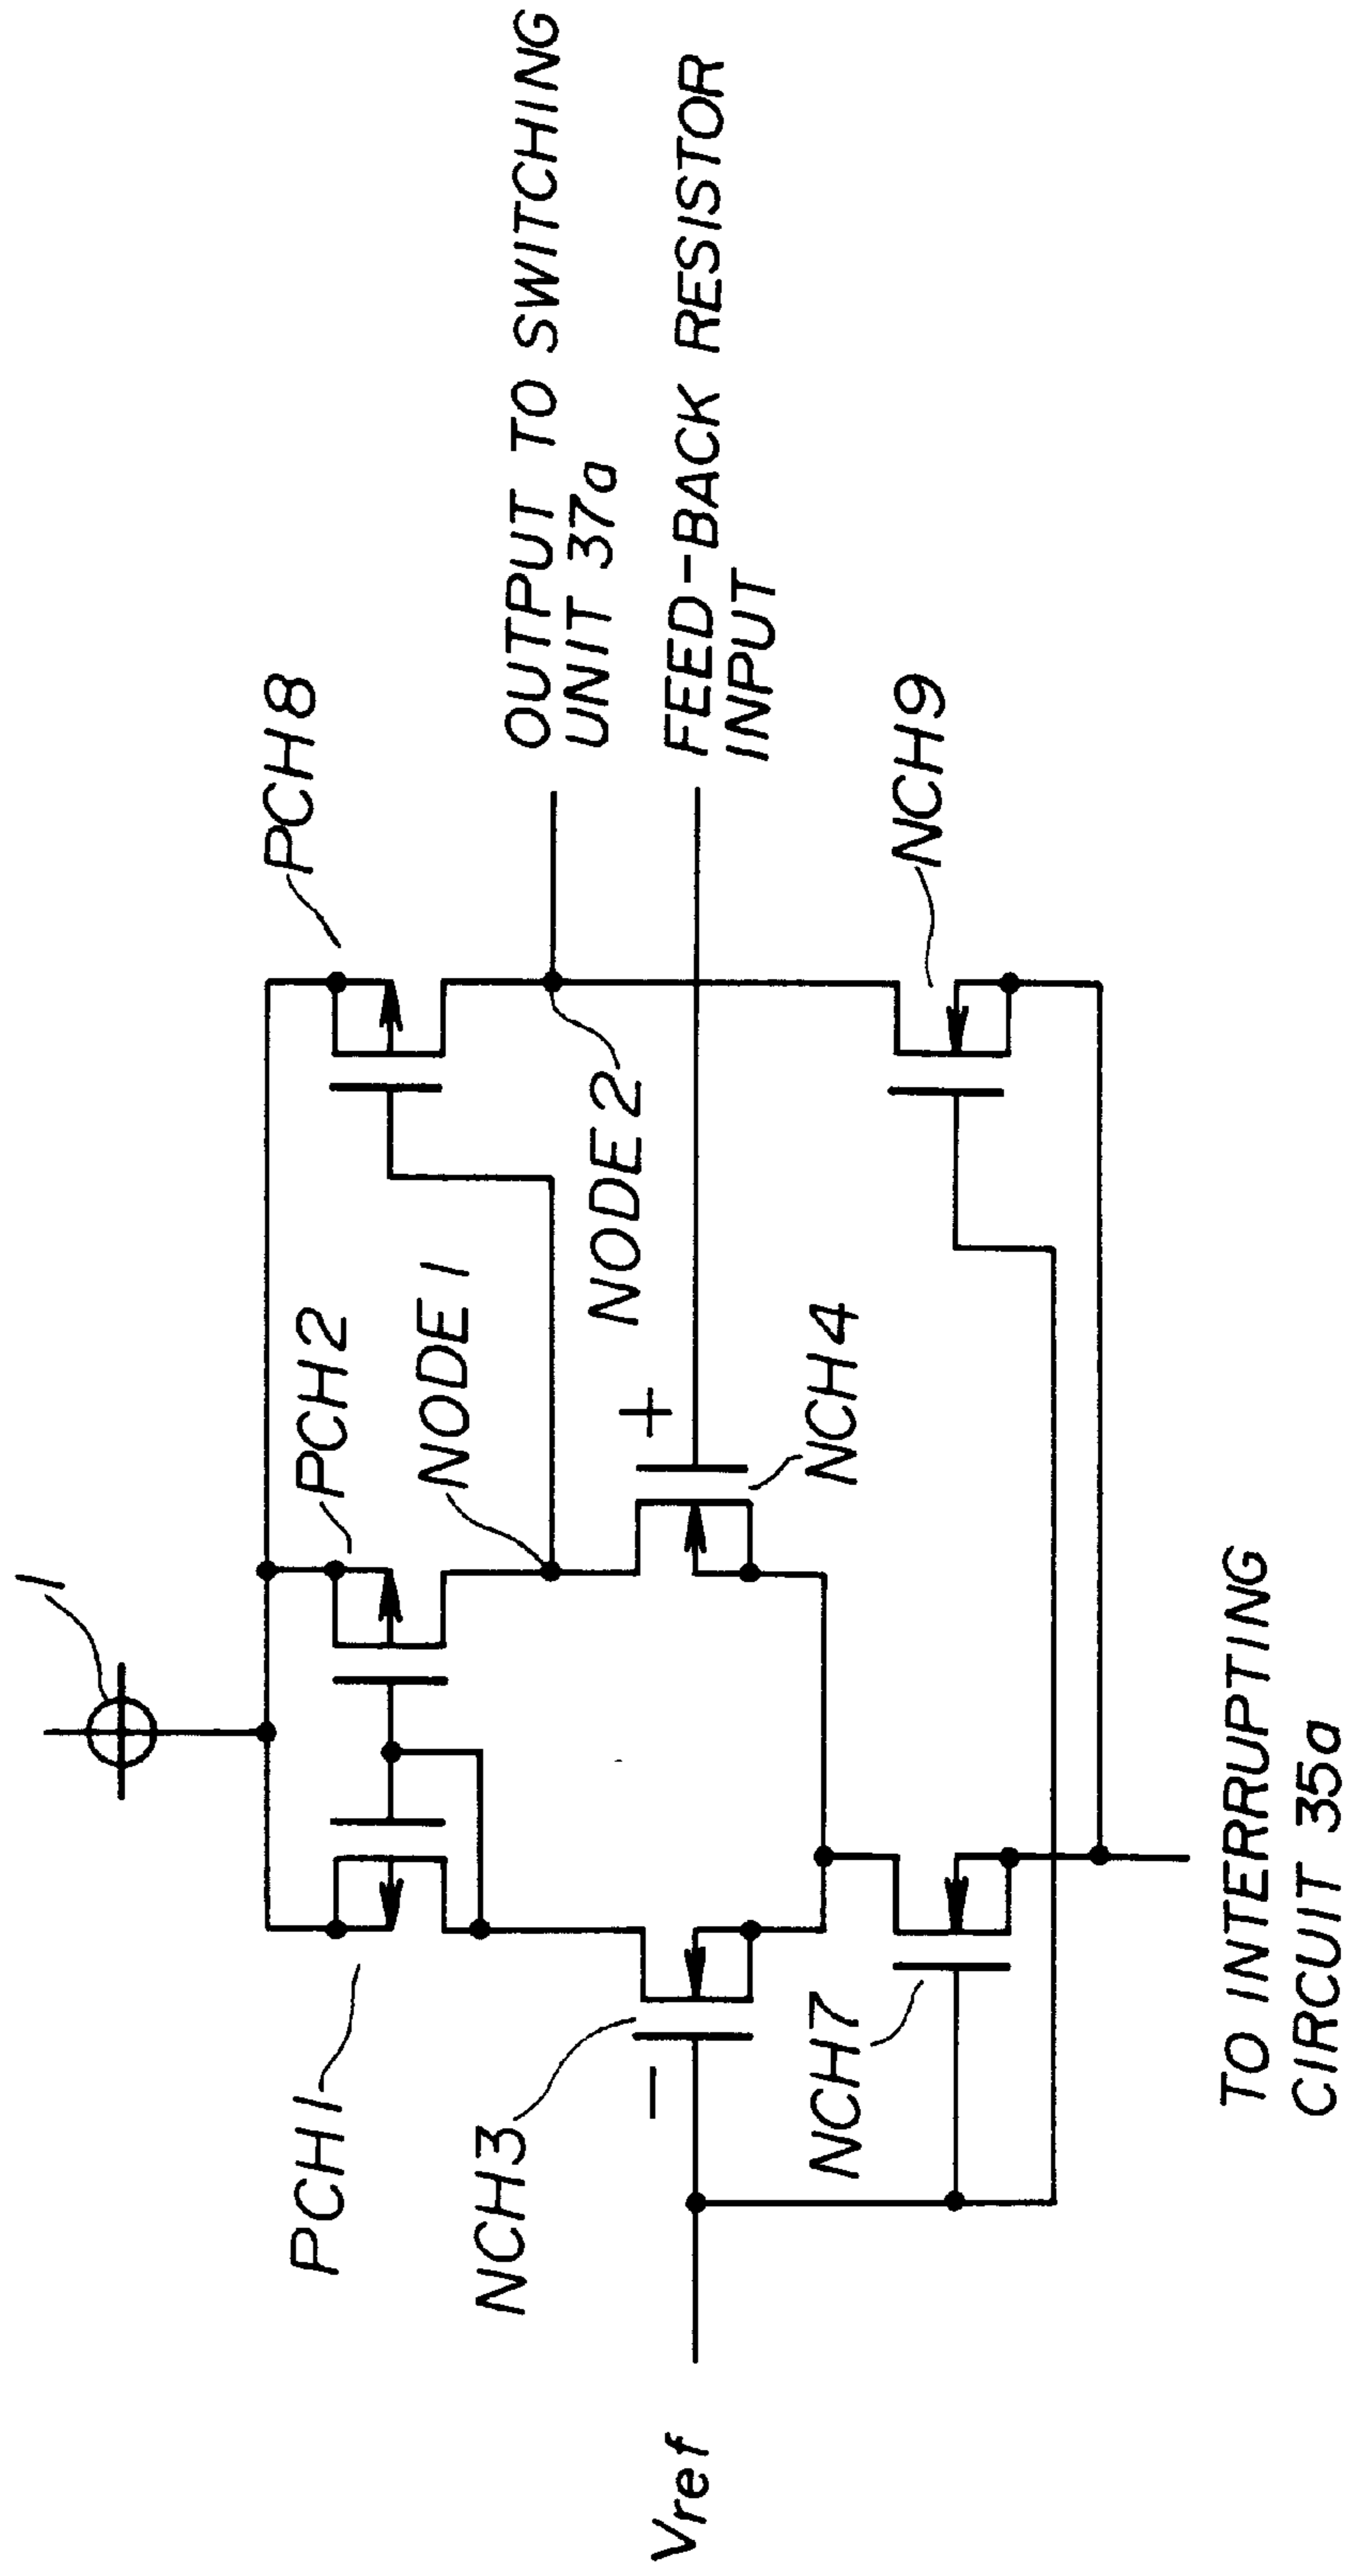 1
PCH1
PCH2
PCH8
NODE 1
OUTPUT TO SWITCHING
UNIT 37a
NCH3
NODE 2
−
+
FEED-BACK RESISTOR
INPUT
Vref
NCH7
NCH4
NCH9
TO INTERRUPTING
CIRCUIT 35a